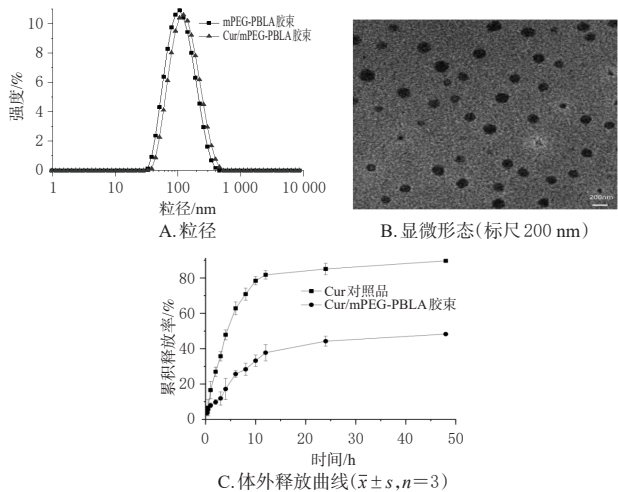 10
8
6
4
2
0
强度/%
mPEG-PBLA胶束
Cur/mPEG-PBLA胶束
1 10 100 1 000 10 000
粒径/nm
A.粒径
200nm
B.显微形态(标尺200 nm)
80
60
40
20
0
累积释放率/%
Cur对照品
Cur/mPEG-PBLA胶束
0 10 20 30 40 50
时间/h
C.体外释放曲线(x̄±s,n=3)